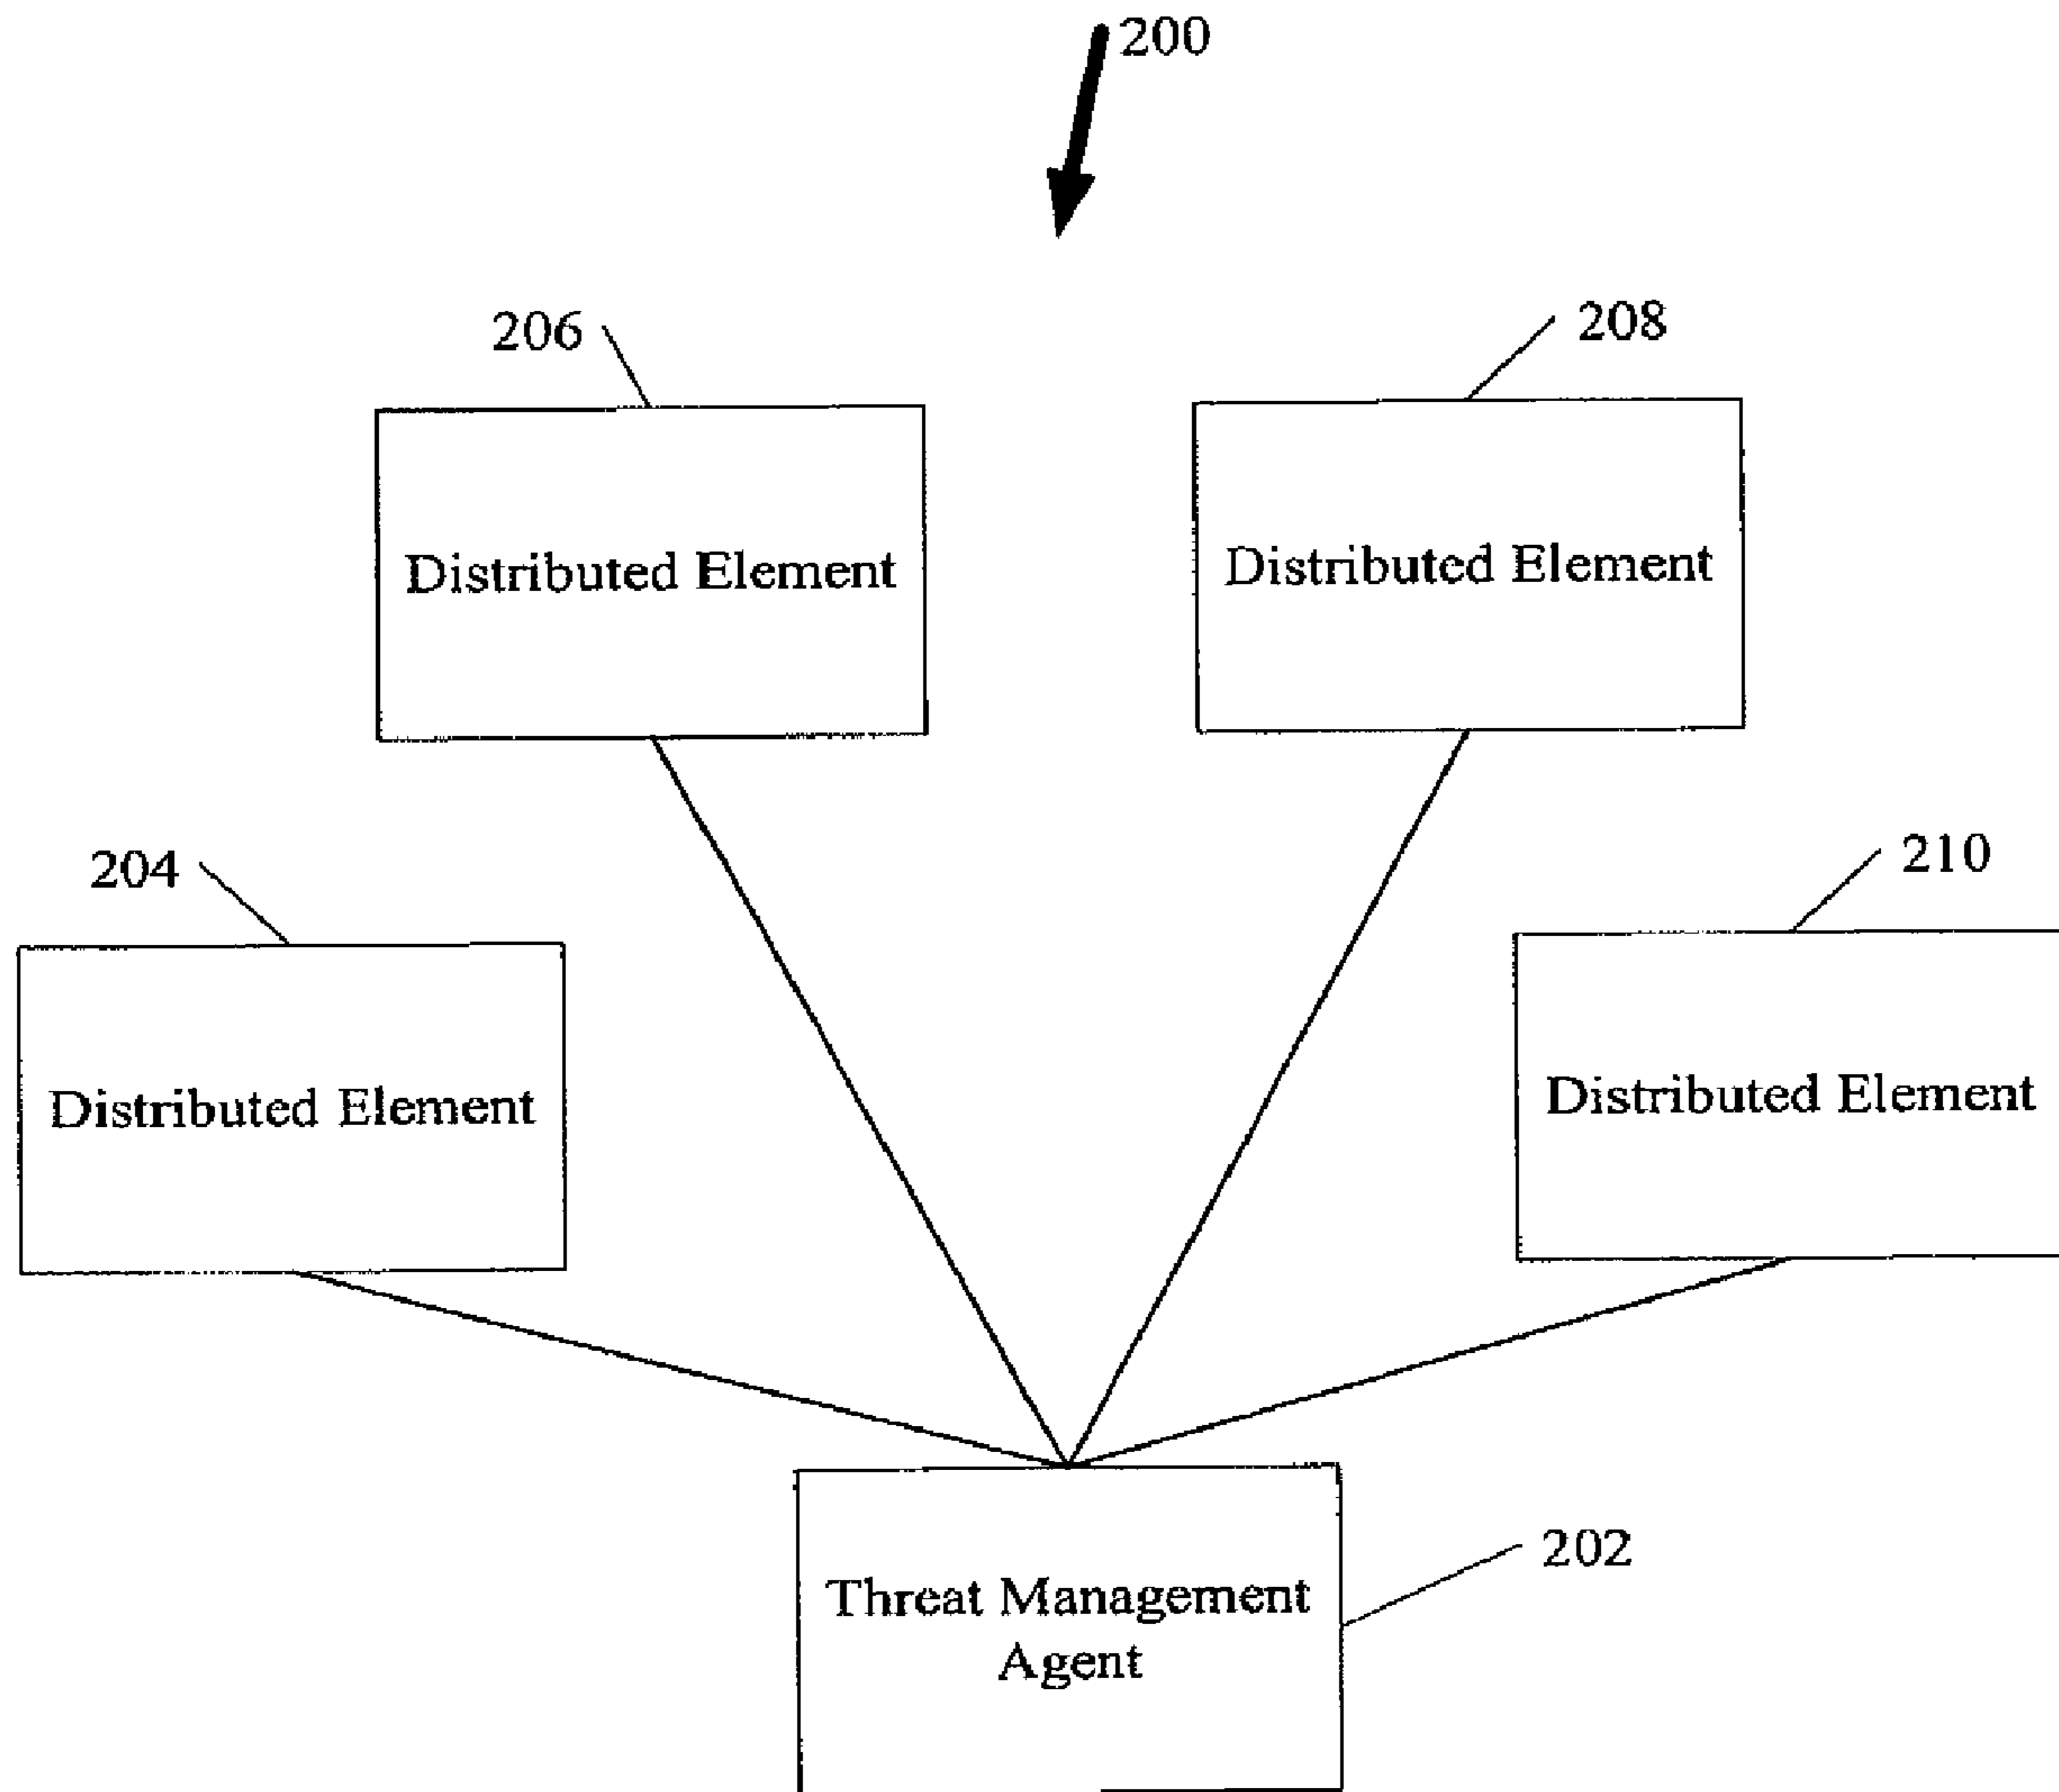 200
206
208
Distributed Element
Distributed Element
204
210
Distributed Element
Distributed Element
202
Threat Management
Agent